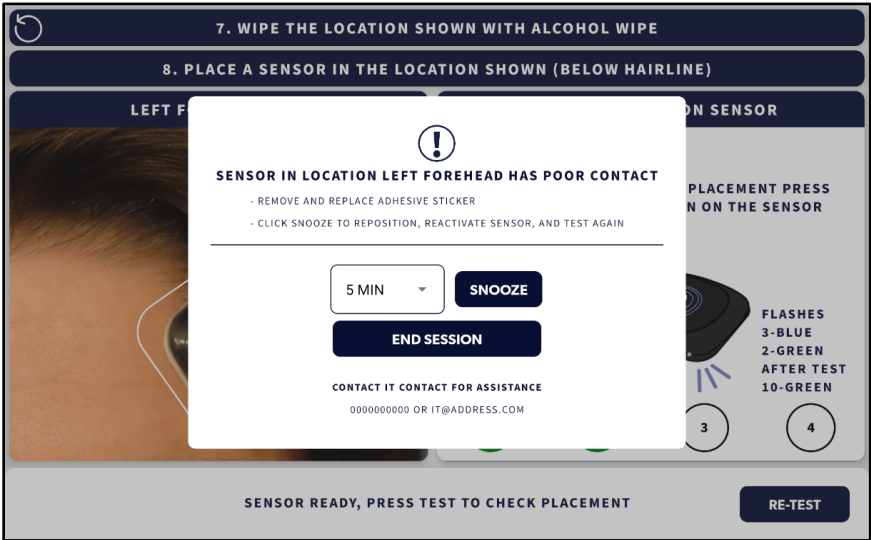 7. WIPE THE LOCATION SHOWN WITH ALCOHOL WIPE
8. PLACE A SENSOR IN THE LOCATION SHOWN (BELOW HAIRLINE)
LEFT
SENSOR
SENSOR IN LOCATION LEFT FOREHEAD HAS POOR CONTACT
- REMOVE AND REPLACE ADHESIVE STICKER
- CLICK SNOOZE TO REPOSITION, REACTIVATE SENSOR, AND TEST AGAIN
PLACEMENT PRESS
ON THE SENSOR
5 MIN
SNOOZE
END SESSION
CONTACT IT CONTACT FOR ASSISTANCE
0000000000 OR IT@ADDRESS.COM
FLASHES
3-BLUE
2-GREEN
AFTER TEST
10-GREEN
3
4
SENSOR READY, PRESS TEST TO CHECK PLACEMENT
RE-TEST